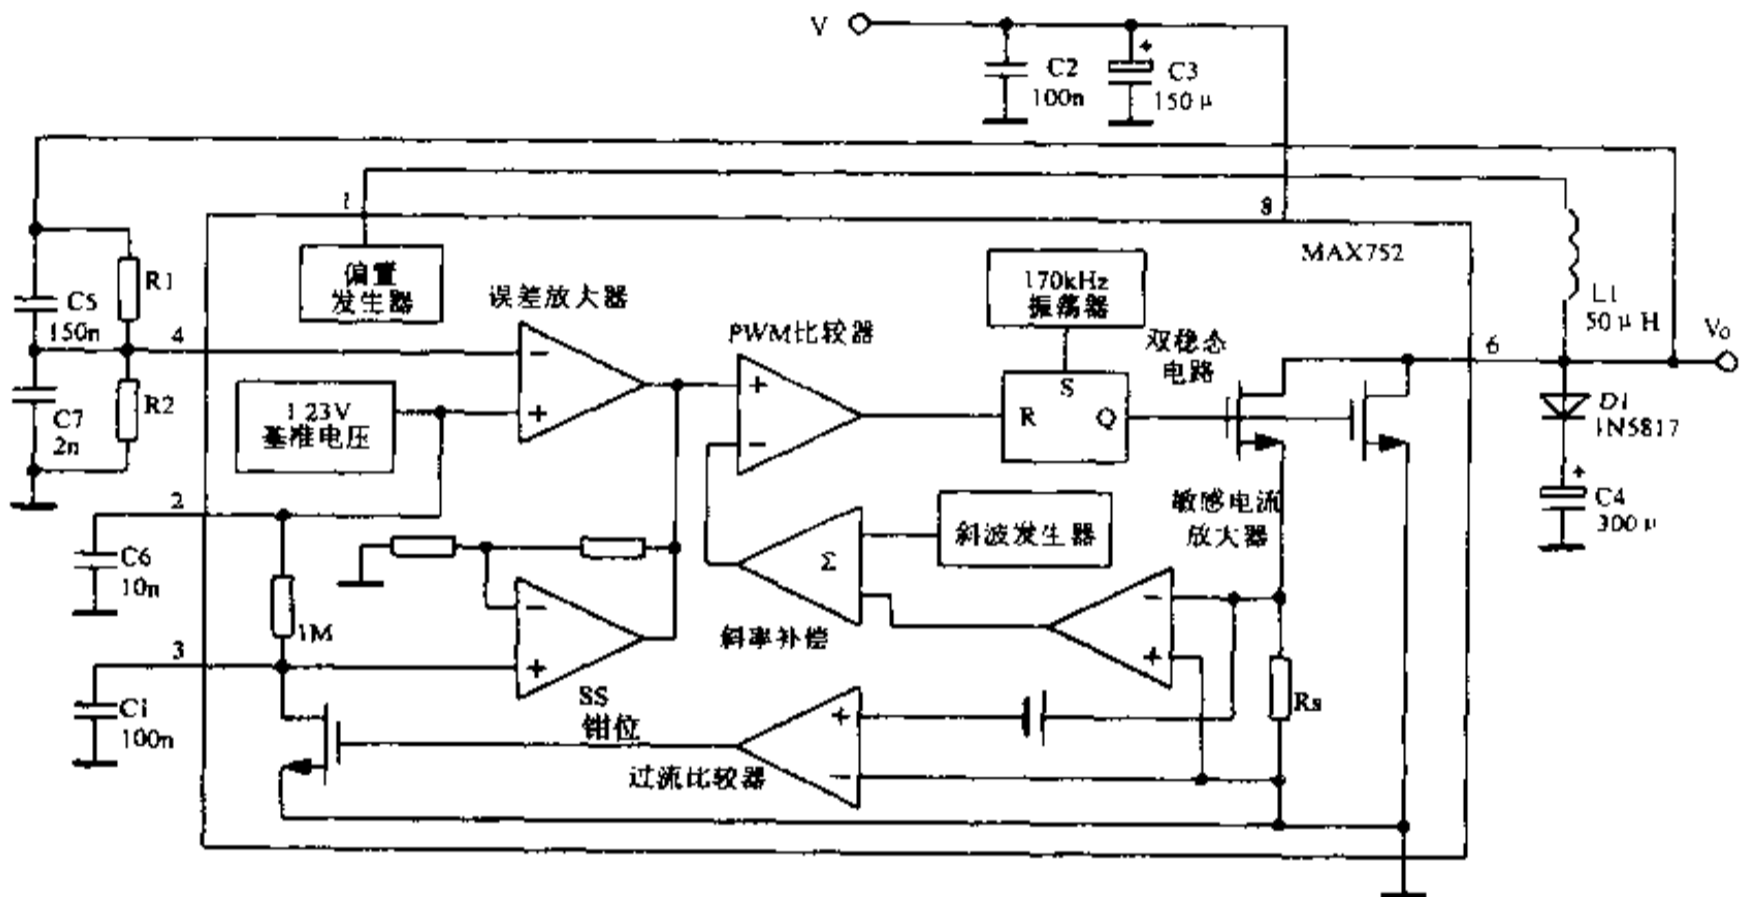 V
C2
100n
+
C3
150μ
1
8
MAX752
偏置
发生器
误差放大器
170kHz
振荡器
PWM比较器
双稳态
电路
R1
C5
150n
4
R2
C7
2n
1 23V
基准电压
−
+
+
−
S
R
Q
6
L1
50μH
Vo
D1
1N5817
+
C4
300μ
2
C6
10n
1M
3
C1
100n
−
+
Σ
斜波发生器
敏感电流
放大器
斜率补偿
−
+
Rs
SS
钳位
过流比较器
+
−